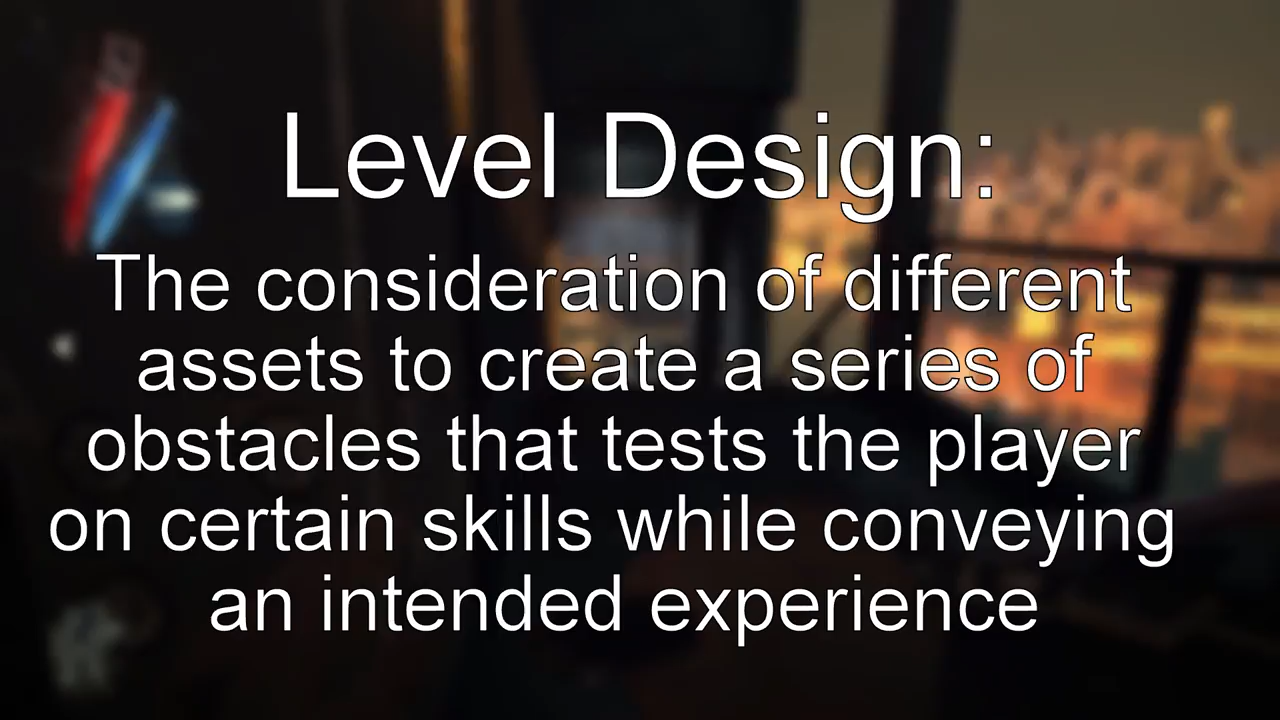 Level Design:
The consideration of different
assets to create a series of
obstacles that tests the player
on certain skills while conveying
an intended experience